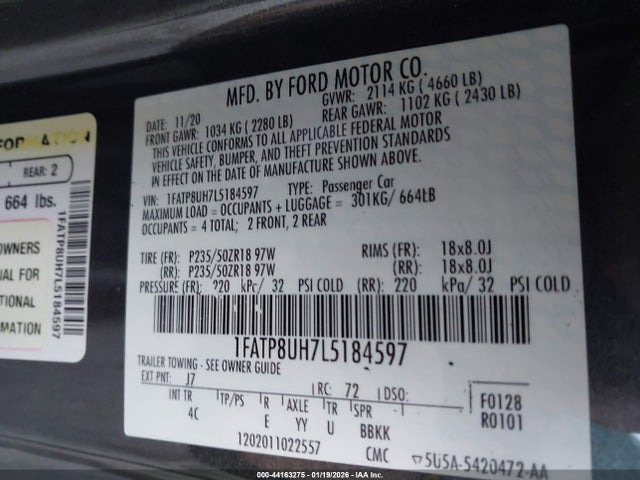 MFD. BY FORD MOTOR CO.
DATE: 11/20 GVWR: 2114 KG ( 4660 LB)
FRONT GAWR: 1034 KG ( 2280 LB) REAR GAWR: 1102 KG ( 2430 LB)
THIS VEHICLE CONFORMS TO ALL APPLICABLE FEDERAL MOTOR
VEHICLE SAFETY, BUMPER, AND THEFT PREVENTION STANDARDS
IN EFFECT ON THE DATE OF MANUFACTURE SHOWN ABOVE.
VIN: 1FATP8UH7L5184597 TYPE: Passenger Car
MAXIMUM LOAD = OCCUPANTS + LUGGAGE = 301KG/ 664LB
OCCUPANTS = 4 TOTAL; 2 FRONT, 2 REAR
TIRE (FR): P235/50ZR18 97W RIMS (FR): 18x8.0J
(RR): P235/50ZR18 97W (RR): 18x8.0J
PRESSURE (FR): 220 kPc/ 32 PSI COLD (RR): 220 kPa/ 32 PSI COLD
1FATP8UH7L5184597
TRAILER TOWING - SEE OWNER GUIDE
EXT PNT: J7 RC: 72 DSO: F0128
INT TR TP/PS R AXLE TR SPR R0101
4C E YY U BBKK
1202011022557 CMC 5U5A-5420472-AA
FORMATION
REAR: 2
664 lbs.
OWNERS
UAL FOR
TIONAL
RMATION
1FATP8UH7L5184597
000-44163275 - 01/19/2026 - IAAI.COM